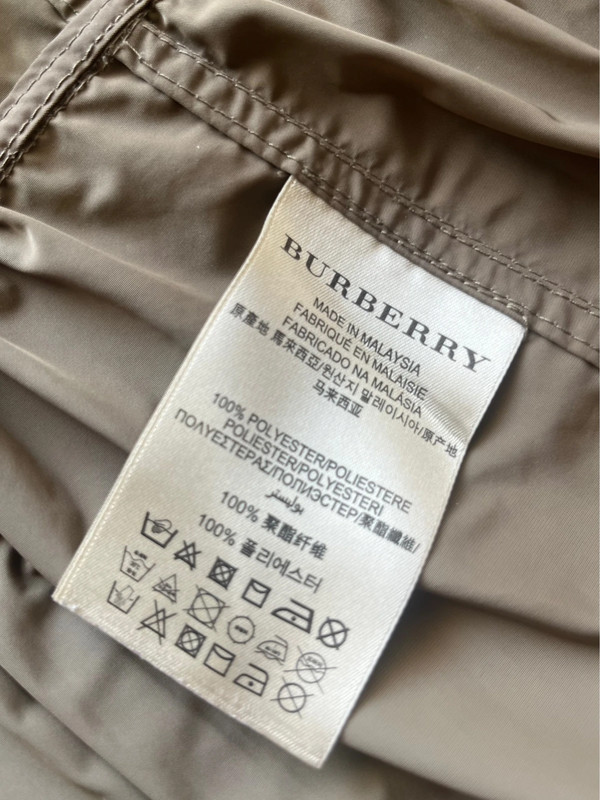 BURBERRY
MADE IN MALAYSIA
FABRIQUÉ EN MALAISIE
FABRICADO NA MALÁSIA
原產地 馬來西亞/원산지 말레이시아/原产地
马来西亚
100% POLYESTER/POLIESTERE
POLIESTER/POLYESTERI
ΠΟΛΥΕΣΤΕΡΑΣ/ПОЛИЭСТЕР/聚酯纖維/
بوليستر
100% 聚酯纤维
100% 폴리에스터